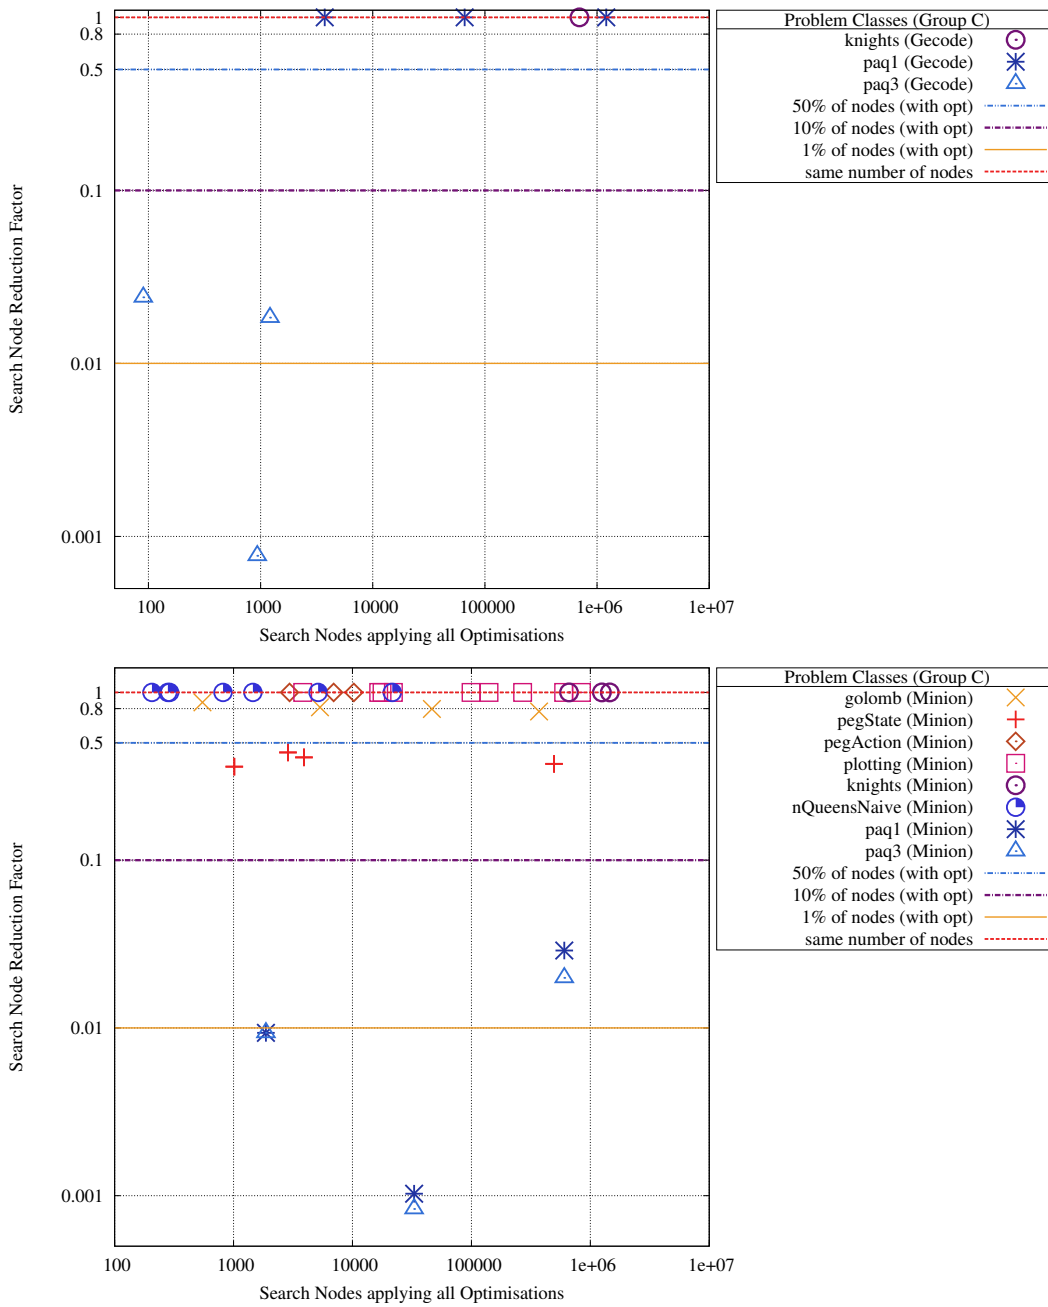 1
0.8
0.5
0.1
0.01
0.001
Search Node Reduction Factor
100 1000 10000 100000 1e+06 1e+07
Search Nodes applying all Optimisations
Problem Classes (Group C)
knights (Gecode)
paq1 (Gecode)
paq3 (Gecode)
50% of nodes (with opt)
10% of nodes (with opt)
1% of nodes (with opt)
same number of nodes
1
0.8
0.5
0.1
0.01
0.001
Search Node Reduction Factor
100 1000 10000 100000 1e+06 1e+07
Search Nodes applying all Optimisations
Problem Classes (Group C)
golomb (Minion)
pegState (Minion)
pegAction (Minion)
plotting (Minion)
knights (Minion)
nQueensNaive (Minion)
paq1 (Minion)
paq3 (Minion)
50% of nodes (with opt)
10% of nodes (with opt)
1% of nodes (with opt)
same number of nodes